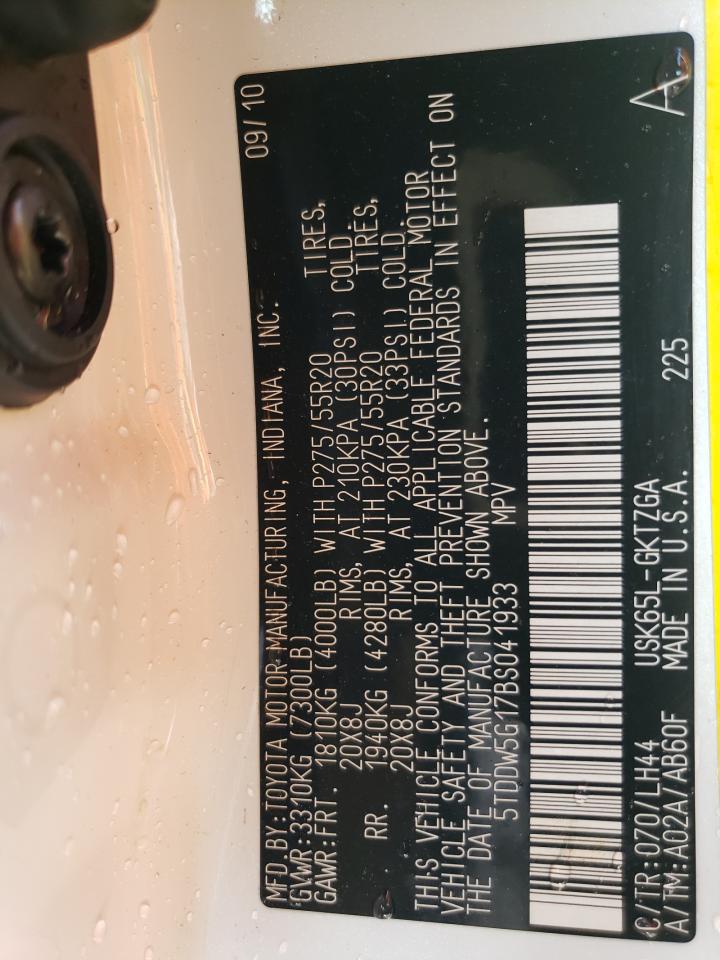 MFD.BY:TOYOTA MOTOR MANUFACTURING, INDIANA, INC. 09/10
GVWR:3310KG (7300LB)
GAWR:FRT. 1810KG (4000LB) WITH P275/55R20 TIRES,
20X8J RIMS, AT 210KPA (30PSI) COLD.
RR. 1940KG (4280LB) WITH P275/55R20 TIRES,
20X8J RIMS, AT 230KPA (33PSI) COLD.
THIS VEHICLE CONFORMS TO ALL APPLICABLE FEDERAL MOTOR
VEHICLE SAFETY AND THEFT PREVENTION STANDARDS IN EFFECT ON
THE DATE OF MANUFACTURE SHOWN ABOVE.
5TDDW5G17BS041933 MPV
C/TR:070/LH44 USK65L-GKTZGA
A/TM:A02A/AB60F MADE IN U.S.A. 225 A.